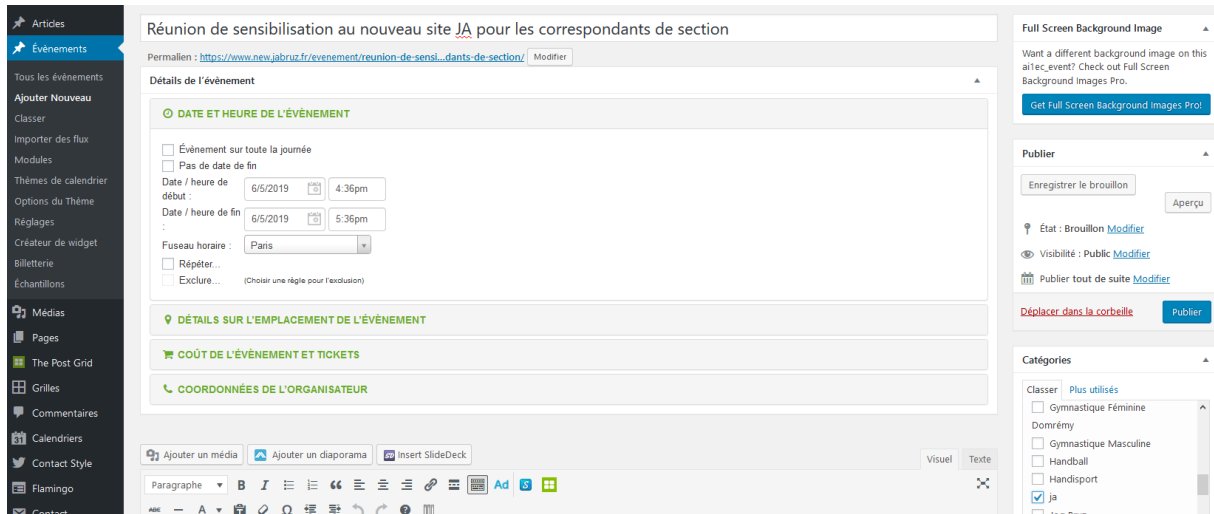 Articles
Évènements
Tous les évènements
Ajouter Nouveau
Classer
Importer des flux
Modules
Thèmes de calendrier
Options du Thème
Réglages
Créateur de widget
Billetterie
Échantillons
Médias
Pages
The Post Grid
Grilles
Commentaires
Calendriers
Contact Style
Flamingo
Contact
Réunion de sensibilisation au nouveau site JA pour les correspondants de section
Permalien : https://www.new.jabruz.fr/evenement/reunion-de-sensi...dants-de-section/ Modifier
Détails de l'évènement
DATE ET HEURE DE L'ÉVÈNEMENT
Évènement sur toute la journée
Pas de date de fin
Date / heure de
début :
6/5/2019 4:36pm
Date / heure de fin
:
6/5/2019 5:36pm
Fuseau horaire : Paris
Répéter...
Exclure... (Choisir une règle pour l'exclusion)
DÉTAILS SUR L'EMPLACEMENT DE L'ÉVÈNEMENT
COÛT DE L'ÉVÈNEMENT ET TICKETS
COORDONNÉES DE L'ORGANISATEUR
Ajouter un média Ajouter un diaporama Insert SlideDeck
Visuel Texte
Paragraphe B I Ad S
ABC A Ω
Full Screen Background Image
Want a different background image on this
ai1ec_event? Check out Full Screen
Background Images Pro.
Get Full Screen Background Images Pro!
Publier
Enregistrer le brouillon
Aperçu
État : Brouillon Modifier
Visibilité : Public Modifier
Publier tout de suite Modifier
Déplacer dans la corbeille Publier
Catégories
Classer Plus utilisés
Gymnastique Féminine
Domrémy
Gymnastique Masculine
Handball
Handisport
ja